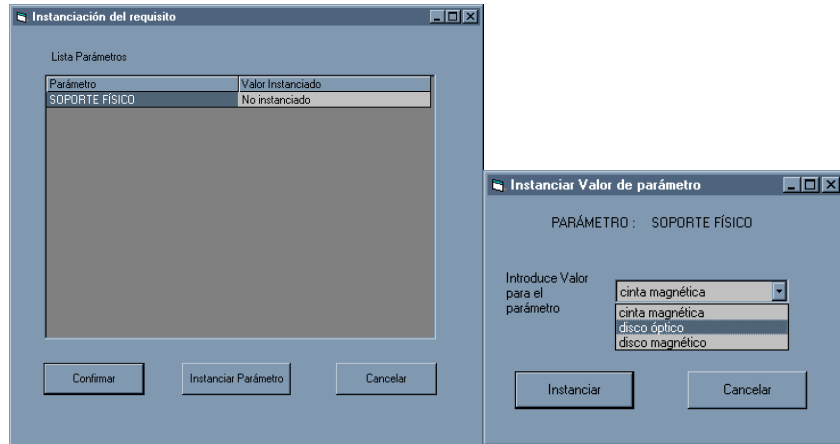 Instanciación del requisito
Lista Parámetros
Parámetro Valor Instanciado
SOPORTE FÍSICO No instanciado
Confirmar Instanciar Parámetro Cancelar
Instanciar Valor de parámetro
PARÁMETRO : SOPORTE FÍSICO
Introduce Valor
para el
parámetro
cinta magnética
cinta magnética
disco óptico
disco magnético
Instanciar Cancelar